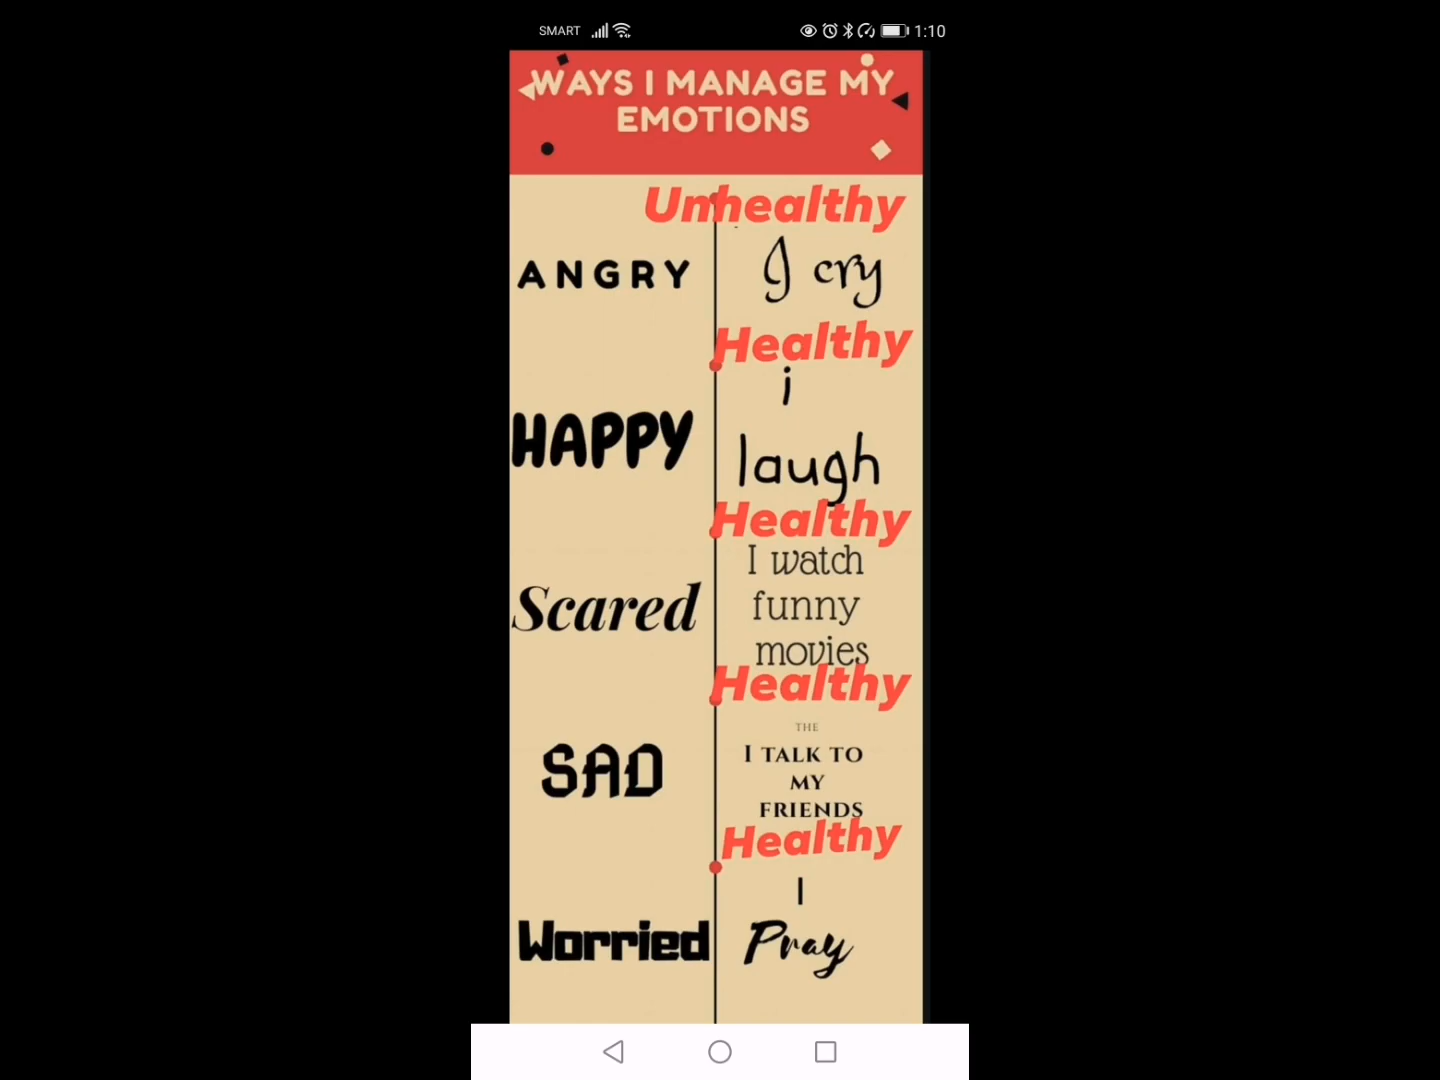 SMART 1:10
WAYS I MANAGE MY
EMOTIONS
Unhealthy
ANGRY I cry
Healthy
i
HAPPY laugh
Healthy
I watch
Scared funny
movies
Healthy
THE
I TALK TO
SAD MY
FRIENDS
Healthy
I
Worried Pray